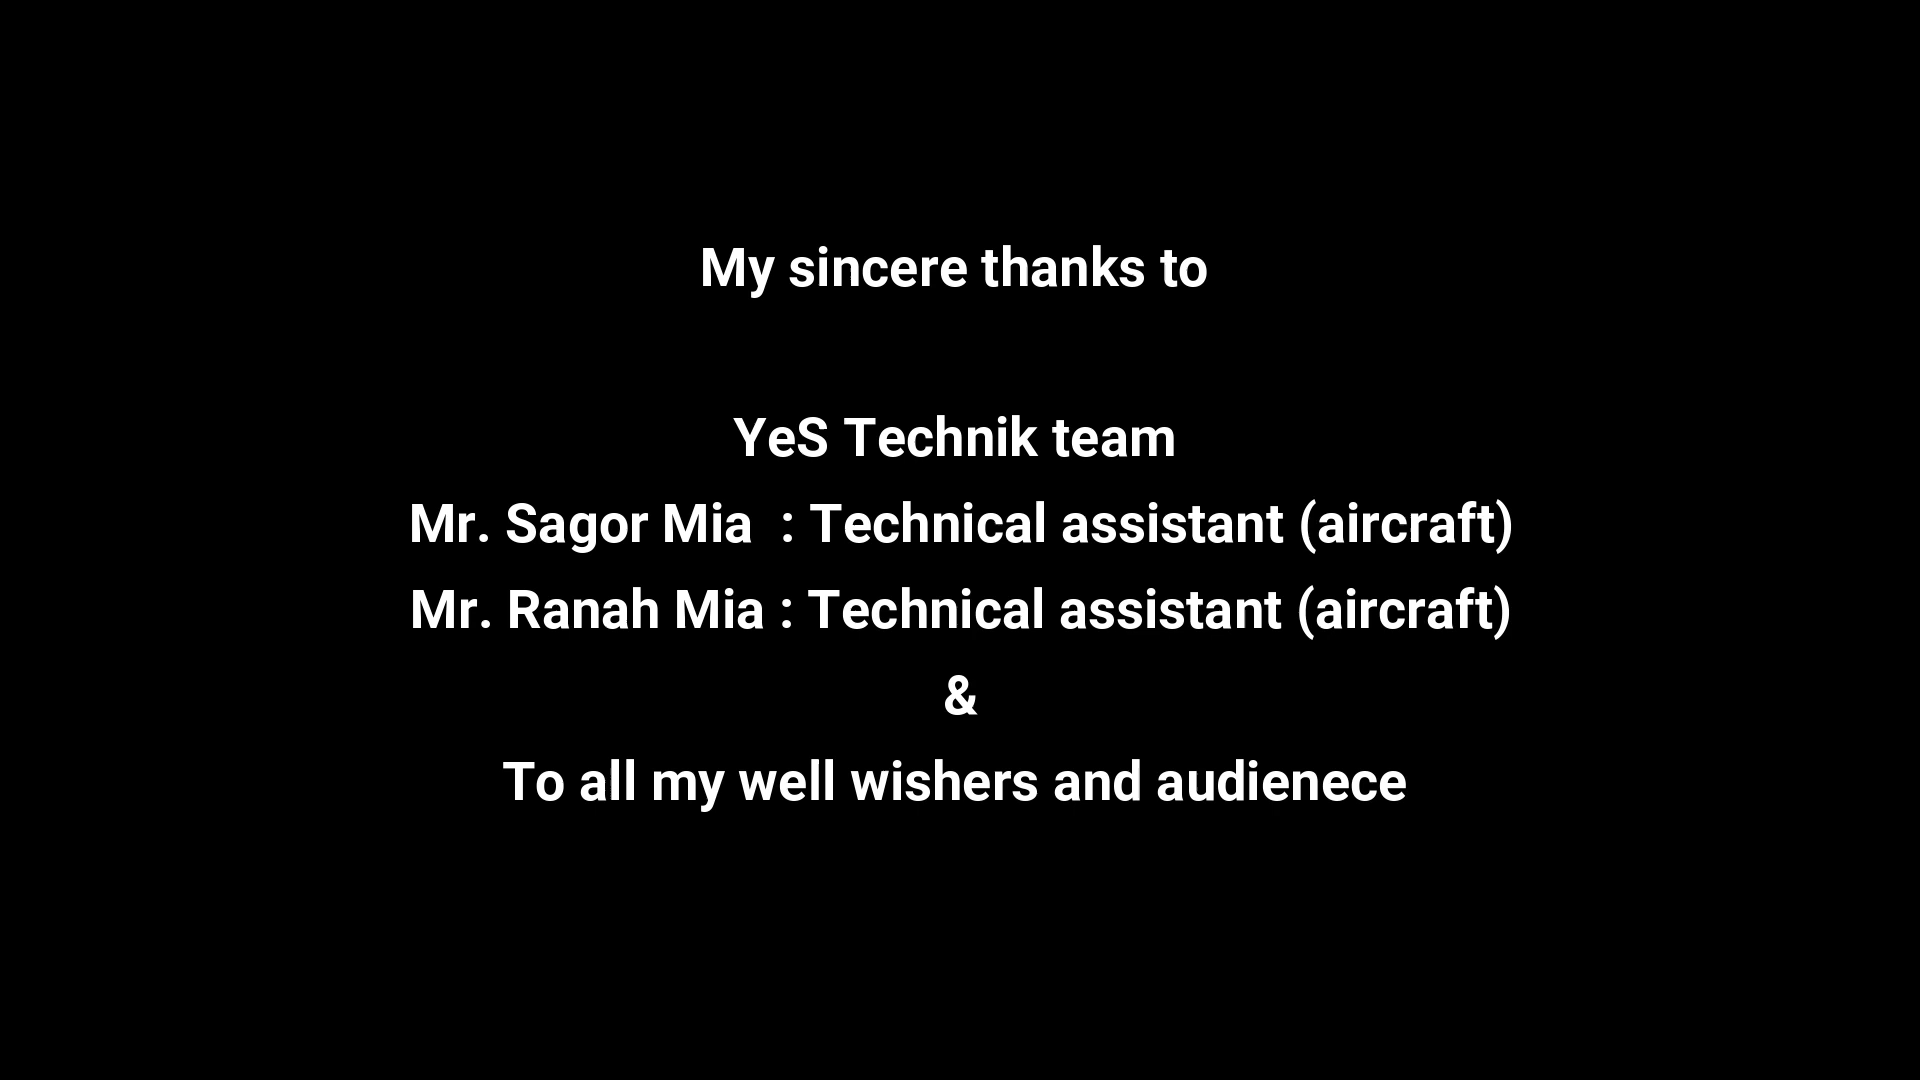 My sincere thanks to
YeS Technik team
Mr. Sagor Mia  : Technical assistant (aircraft)
Mr. Ranah Mia : Technical assistant (aircraft)
&
To all my well wishers and audienece